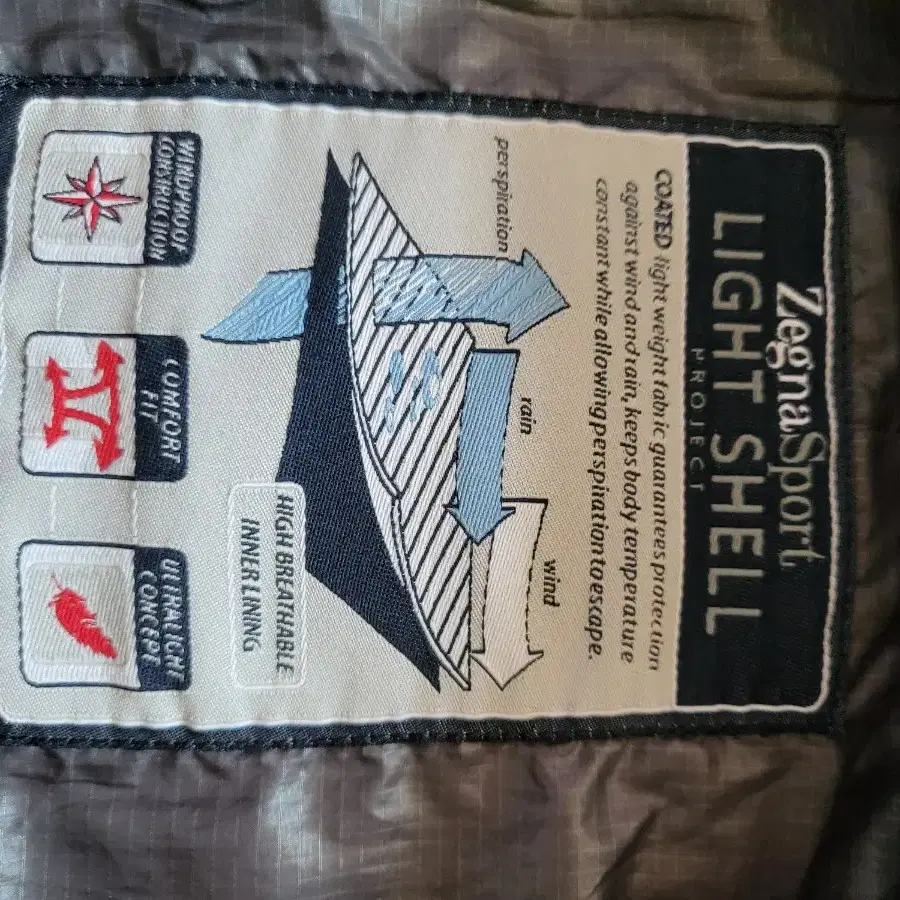 ZegnaSport
LIGHT SHELL
PROJECT
COATED light weight fabric guarantees protection
against wind and rain, keeps body temperature
constant while allowing perspiration to escape.
perspiration
rain
wind
HIGH BREATHABLE
INNER LINING
WINDPROOF
CONSTRUCTION
COMFORT
FIT
ULTRALIGHT
CONCEPT